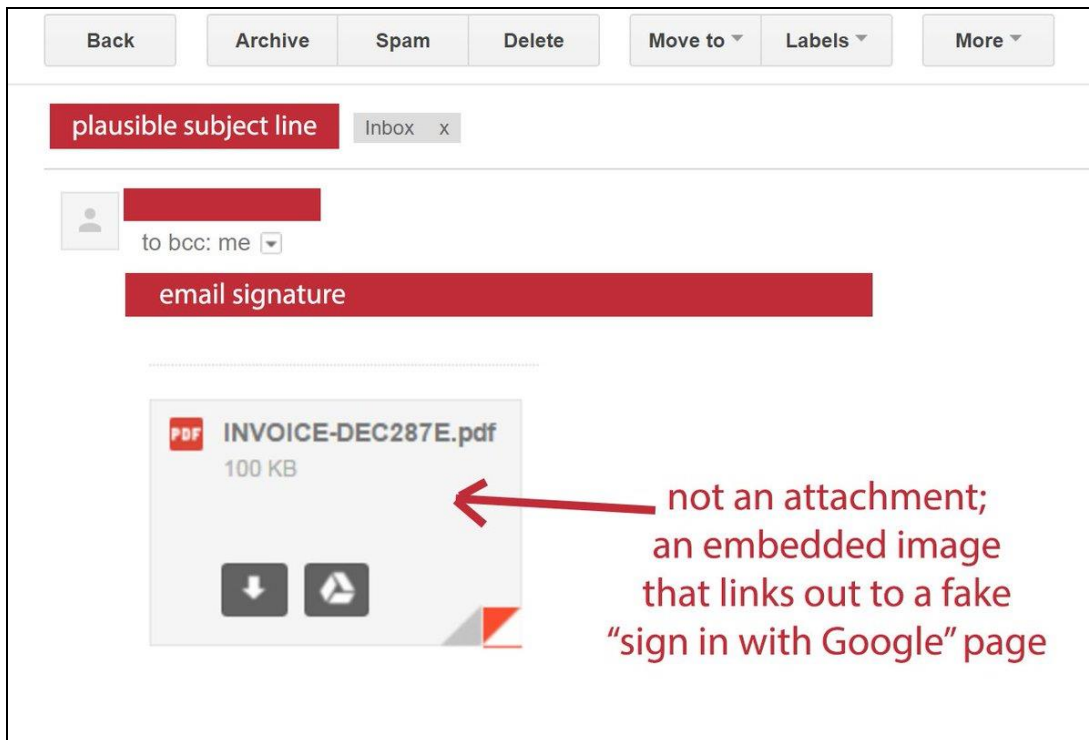 Back Archive Spam Delete Move to Labels More
plausible subject line Inbox x
to bcc: me
email signature
PDF INVOICE-DEC287E.pdf
100 KB
not an attachment;
an embedded image
that links out to a fake
“sign in with Google” page